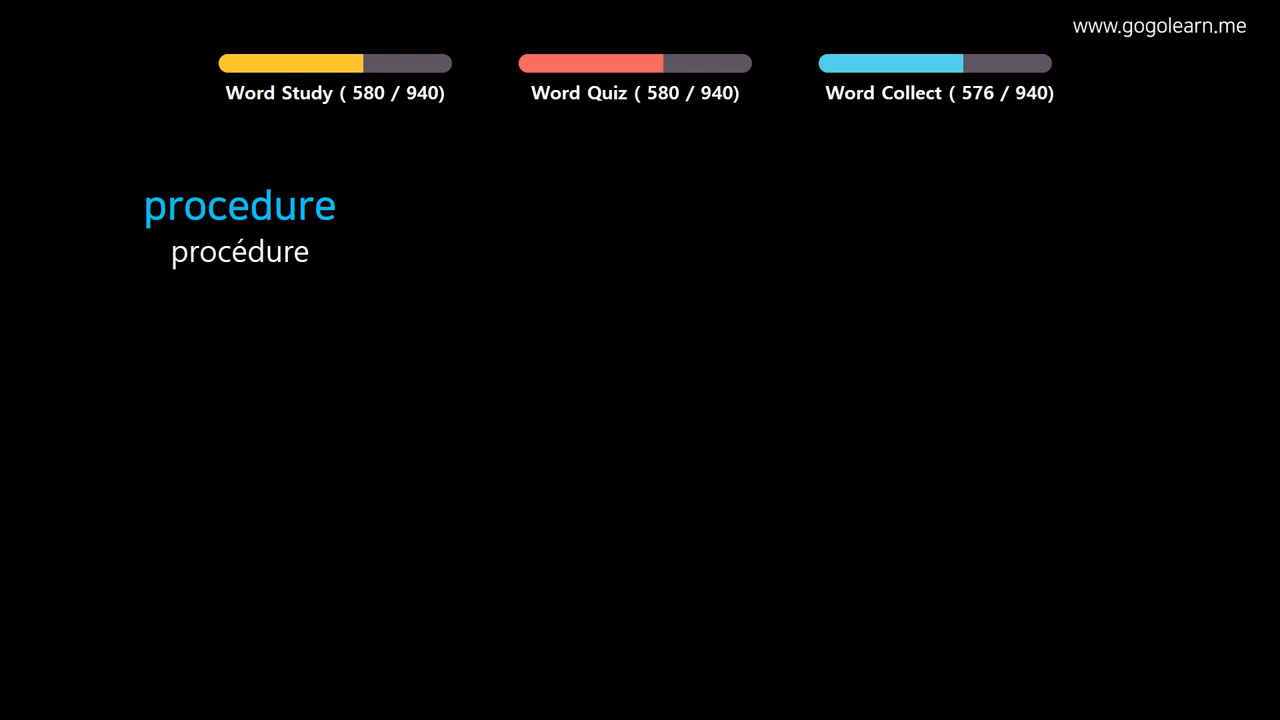 www.gogolearn.me
Word Study ( 580 / 940)
Word Quiz ( 580 / 940)
Word Collect ( 576 / 940)
procedure
procédure